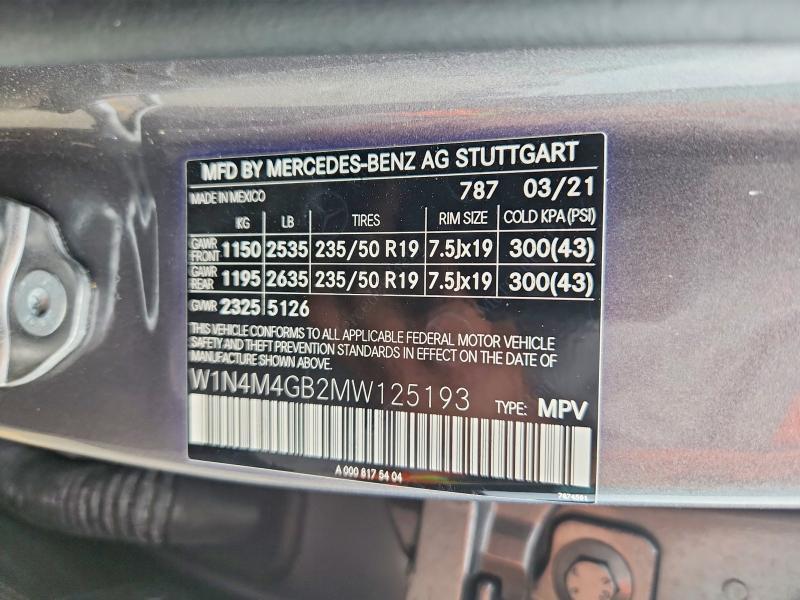 MFD BY MERCEDES-BENZ AG STUTTGART
MADE IN MEXICO 787 03/21
KG LB TIRES RIM SIZE COLD KPA (PSI)
GAWR FRONT 1150 2535 235/50 R19 7.5Jx19 300(43)
GAWR REAR 1195 2635 235/50 R19 7.5Jx19 300(43)
GVWR 2325 5126
THIS VEHICLE CONFORMS TO ALL APPLICABLE FEDERAL MOTOR VEHICLE
SAFETY AND THEFT PREVENTION STANDARDS IN EFFECT ON THE DATE OF
MANUFACTURE SHOWN ABOVE.
W1N4M4GB2MW125193 TYPE: MPV
A 000 817 54 04